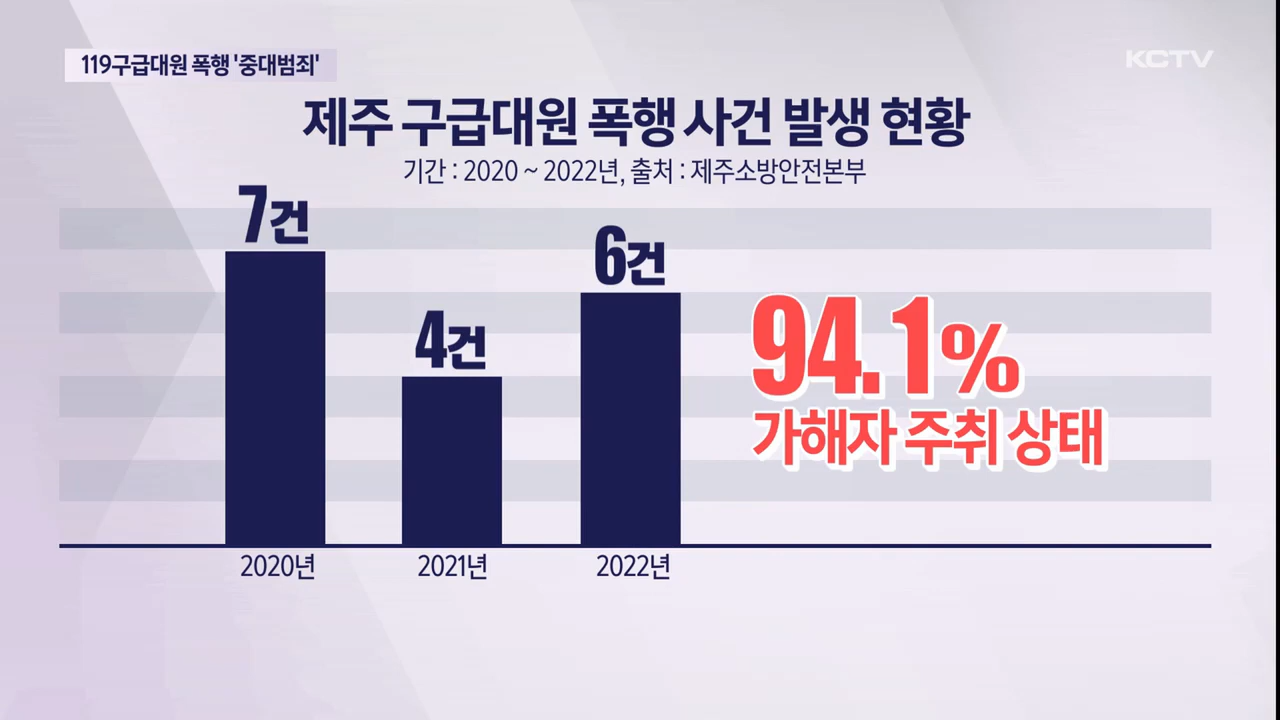 119구급대원 폭행 '중대범죄'
KCTV
제주 구급대원 폭행 사건 발생 현황
기간 : 2020 ~ 2022년, 출처 : 제주소방안전본부
7건
4건
6건
94.1%
가해자 주취 상태
2020년
2021년
2022년